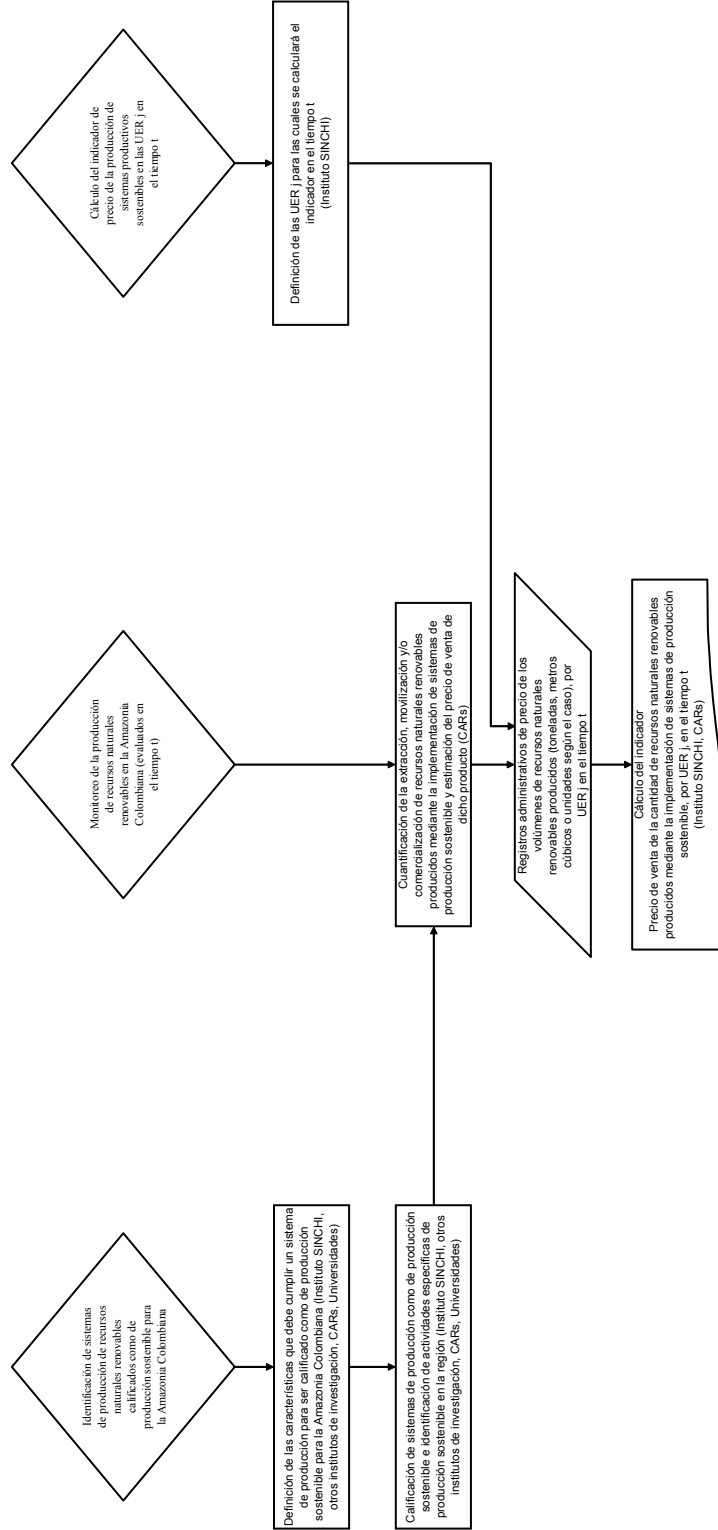 Identificación de sistemas
de producción de recursos
naturales renovables
calificados como de
producción sostenible para
la Amazonia Colombiana
Definición de las características que debe cumplir un sistema
de producción para ser calificado como de producción
sostenible para la Amazonia Colombiana (Instituto SINCHI,
otros institutos de investigación, CARs, Universidades)
Calificación de sistemas de producción como de producción
sostenible e identificación de actividades específicas de
producción sostenible en la región (Instituto SINCHI, otros
institutos de investigación, CARs, Universidades)
Monitoreo de la producción
de recursos naturales
renovables en la Amazonia
Colombiana (evaluados en
el tiempo t)
Cuantificación de la extracción, movilización y/o
comercialización de recursos naturales renovables
producidos mediante la implementación de sistemas de
producción sostenible y estimación del precio de venta de
dicho producto (CARs)
Registros administrativos de precio de los
volúmenes de recursos naturales
renovables producidos (toneladas, metros
cúbicos o unidades según el caso), por
UER j en el tiempo t
Cálculo del indicador
Precio de venta de la cantidad de recursos naturales renovables
producidos mediante la implementación de sistemas de producción
sostenible, por UER j, en el tiempo t
(Instituto SINCHI, CARs)
Cálculo del indicador de
precio de la producción de
sistemas productivos
sostenibles en las UER j en
el tiempo t
Definición de las UER j para las cuales se calculará el
indicador en el tiempo t
(Instituto SINCHI)